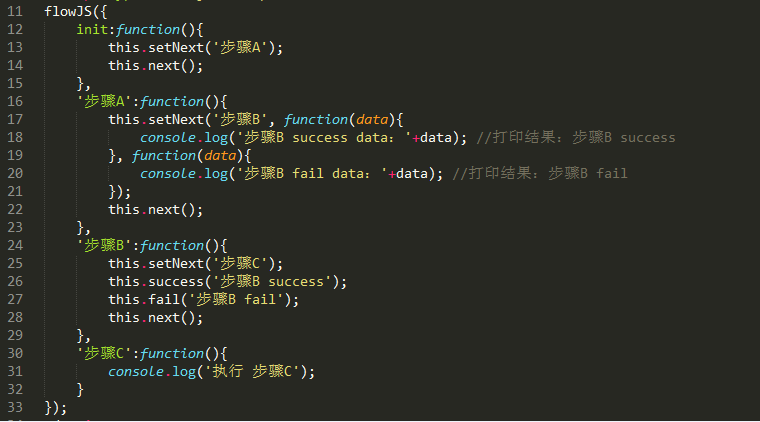 11 flowJS({
12     init:function(){
13         this.setNext('步骤A');
14         this.next();
15     },
16     '步骤A':function(){
17         this.setNext('步骤B', function(data){
18             console.log('步骤B success data：'+data); //打印结果：步骤B success
19         }, function(data){
20             console.log('步骤B fail data：'+data); //打印结果：步骤B fail
21         });
22         this.next();
23     },
24     '步骤B':function(){
25         this.setNext('步骤C');
26         this.success('步骤B success');
27         this.fail('步骤B fail');
28         this.next();
29     },
30     '步骤C':function(){
31         console.log('执行 步骤C');
32     }
33 });